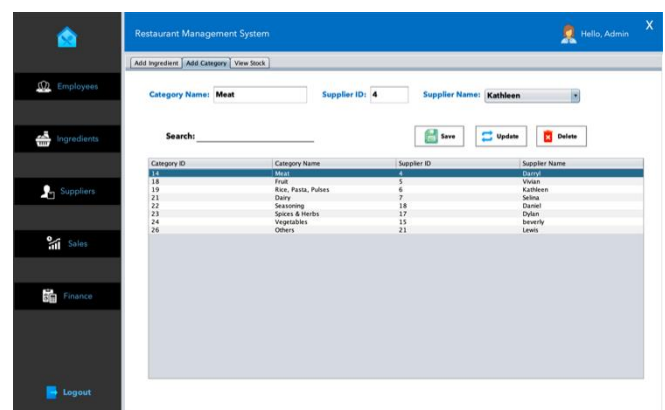 Restaurant Management System
Hello, Admin
X
Add Ingredient Add Category View Stock
Employees
Ingredients
Suppliers
Sales
Finance
Logout
Category Name: Meat Supplier ID: 4 Supplier Name: Kathleen
Search: Save Update Delete
Category ID Category Name Supplier ID Supplier Name
14 Meat 4 Darryl
18 Fruit 5 Vivian
19 Rice, Pasta, Pulses 6 Kathleen
21 Dairy 7 Selina
22 Seasoning 18 Daniel
23 Spices & Herbs 17 Dylan
24 Vegetables 15 beverly
26 Others 21 Lewis